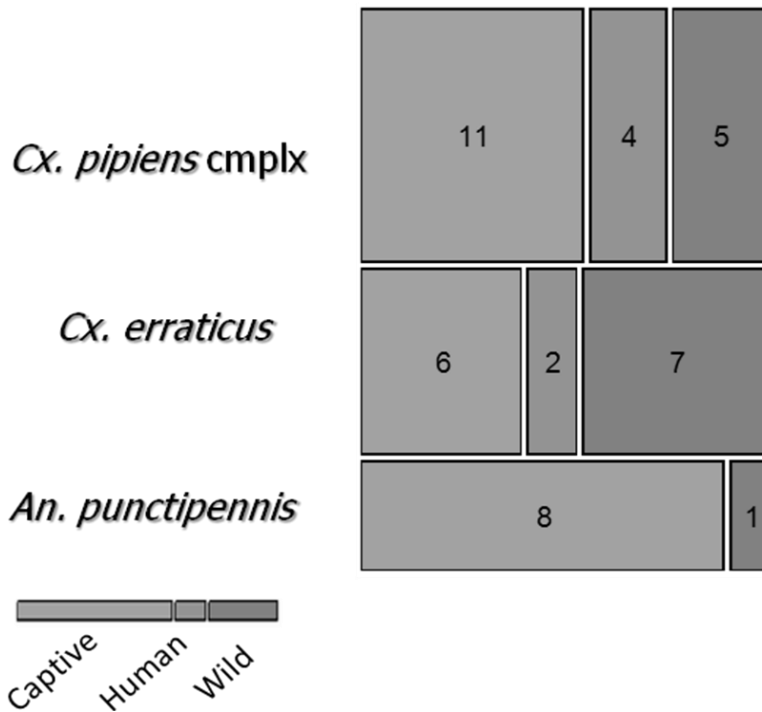 11 4 5
Cx. pipiens cmplx
Cx. erraticus
6 2 7
An. punctipennis
8 1
Captive Human Wild